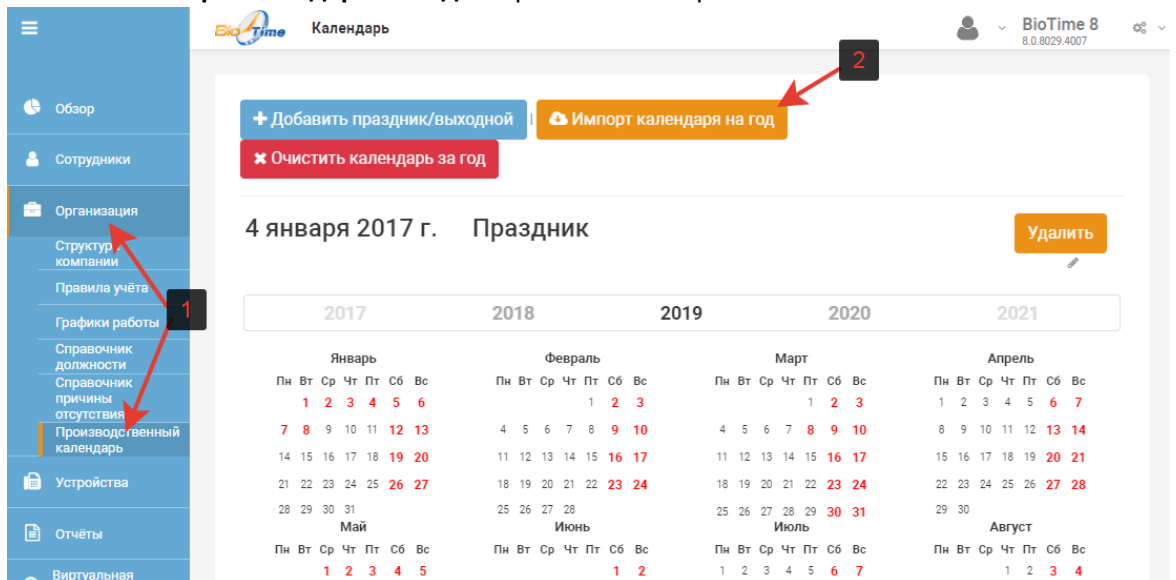 BioTime
Календарь
BioTime 8
8.0.8029.4007
2
Обзор
Сотрудники
Организация
Структура
компании
Правила учёта
1
Графики работы
Справочник
должности
Справочник
причины
отсутствия
Производственный
календарь
Устройства
Отчёты
Виртуальная
Добавить праздник/выходной
Импорт календаря на год
Очистить календарь за год
4 января 2017 г. Праздник
Удалить
2017 2018 2019 2020 2021
Январь Февраль Март Апрель
Пн Вт Ср Чт Пт Сб Вс Пн Вт Ср Чт Пт Сб Вс Пн Вт Ср Чт Пт Сб Вс Пн Вт Ср Чт Пт Сб Вс
1 2 3 4 5 6 1 2 3 1 2 3 1 2 3 4 5 6 7
7 8 9 10 11 12 13 4 5 6 7 8 9 10 4 5 6 7 8 9 10 8 9 10 11 12 13 14
14 15 16 17 18 19 20 11 12 13 14 15 16 17 11 12 13 14 15 16 17 15 16 17 18 19 20 21
21 22 23 24 25 26 27 18 19 20 21 22 23 24 18 19 20 21 22 23 24 22 23 24 25 26 27 28
28 29 30 31 25 26 27 28 25 26 27 28 29 30 31 29 30
Май Июнь Июль Август
Пн Вт Ср Чт Пт Сб Вс Пн Вт Ср Чт Пт Сб Вс Пн Вт Ср Чт Пт Сб Вс Пн Вт Ср Чт Пт Сб Вс
1 2 3 4 5 1 2 1 2 3 4 5 6 7 1 2 3 4